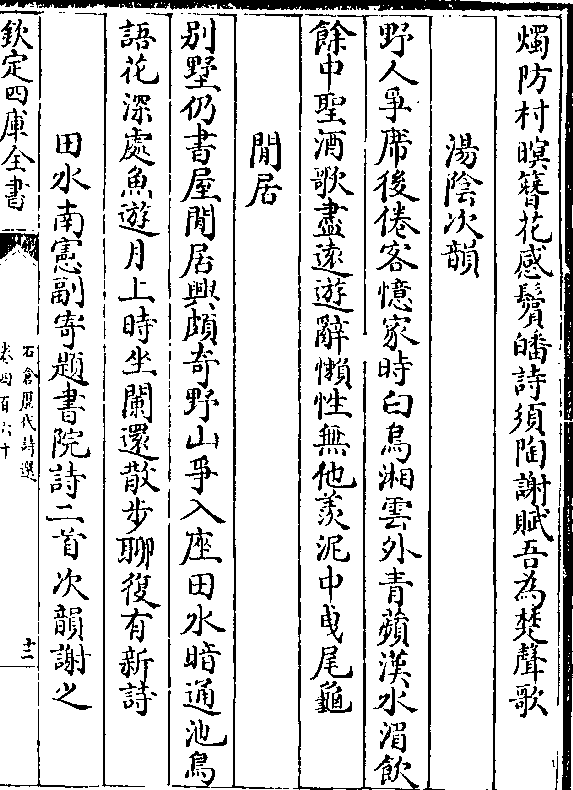 燭防村暝簪花感鬢皤詩須陶謝賦吾為楚聲歌
湯陰次韻
野人爭席後倦客憶家時白鳥湘雲外青蘋漢水湄飲
餘中聖酒歌盡遠遊辭懶性無他羨泥中曳尾龜
閒居
别墅仍書屋閒居興頗奇野山爭入座田水暗通池鳥
語花深處魚遊月上時坐闌還散步聊復有新詩
田水南憲副寄題書院詩二首次韻謝之
欽定四庫全書
石倉歷代詩選
卷四百六十
十二